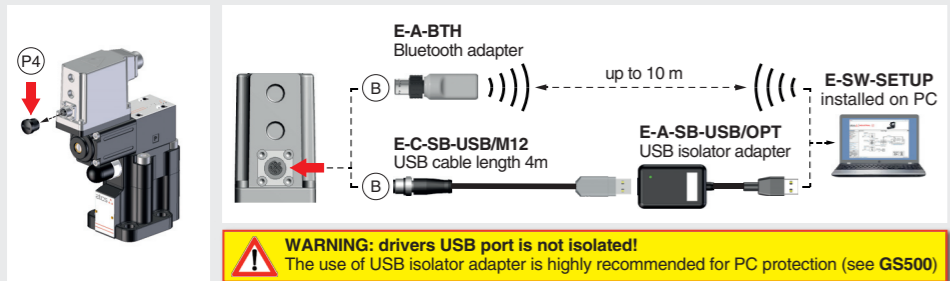 P4
E-A-BTH
Bluetooth adapter
B
up to 10 m
E-SW-SETUP
installed on PC
E-C-SB-USB/M12
USB cable length 4m
B
E-A-SB-USB/OPT
USB isolator adapter
WARNING: drivers USB port is not isolated!
The use of USB isolator adapter is highly recommended for PC protection (see GS500)